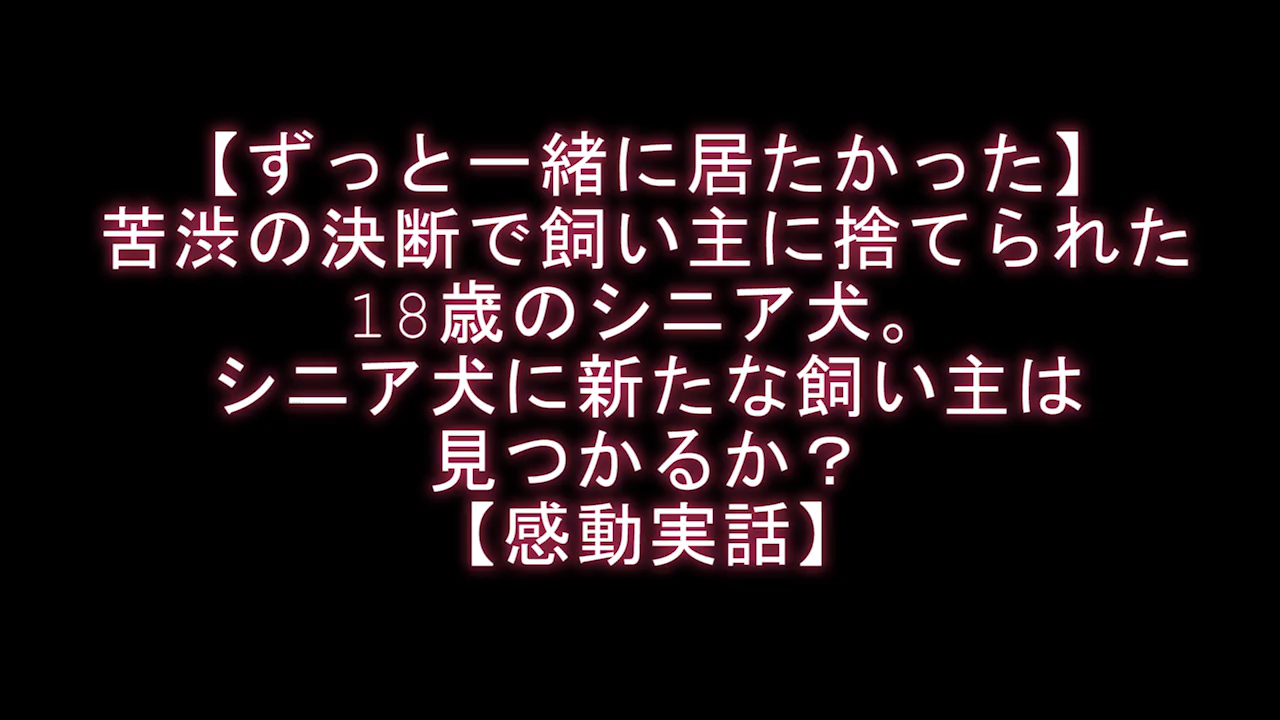 【ずっと一緒に居たかった】
苦渋の決断で飼い主に捨てられた
18歳のシニア犬。
シニア犬に新たな飼い主は
見つかるか？
【感動実話】